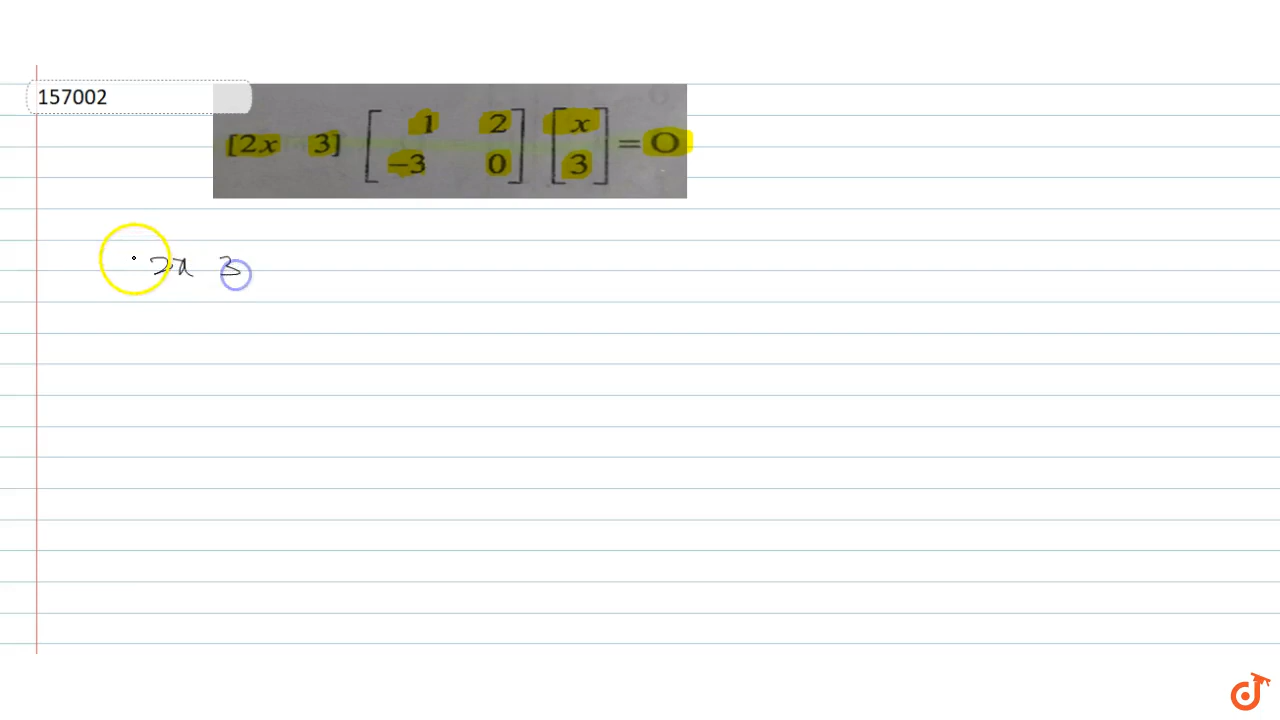 157002
[2x 3] [1 2
-3 0] [x
3] = O
2x 3